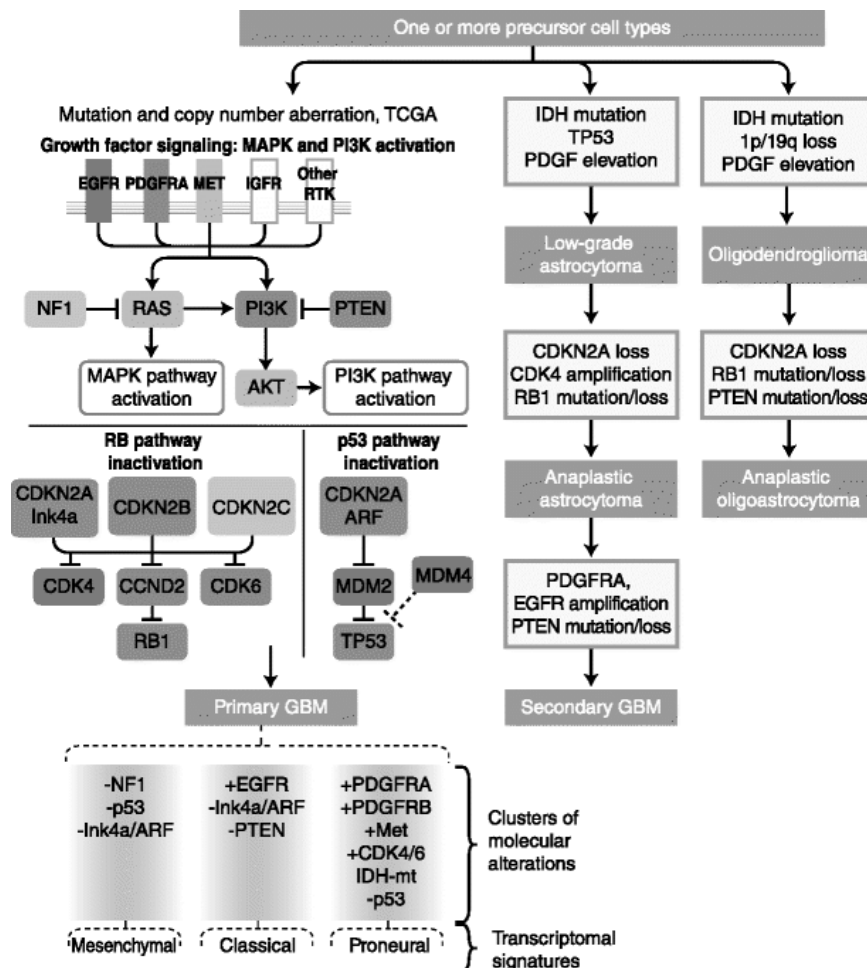 One or more precursor cell types
Mutation and copy number aberration, TCGA
Growth factor signaling: MAPK and PI3K activation
EGFR
PDGFRA
MET
IGFR
Other
RTK
NF1
RAS
PI3K
PTEN
MAPK pathway
activation
AKT
PI3K pathway
activation
RB pathway
inactivation
CDKN2A
Ink4a
CDKN2B
CDKN2C
CDK4
CCND2
CDK6
RB1
p53 pathway
inactivation
CDKN2A
ARF
MDM2
MDM4
TP53
IDH mutation
TP53
PDGF elevation
Low-grade
astrocytoma
CDKN2A loss
CDK4 amplification
RB1 mutation/loss
Anaplastic
astrocytoma
PDGFRA,
EGFR amplification
PTEN mutation/loss
Secondary GBM
IDH mutation
1p/19q loss
PDGF elevation
Oligodendroglioma
CDKN2A loss
RB1 mutation/loss
PTEN mutation/loss
Anaplastic
oligoastrocytoma
Primary GBM
-NF1
-p53
-Ink4a/ARF
+EGFR
-Ink4a/ARF
-PTEN
+PDGFRA
+PDGFRB
+Met
+CDK4/6
IDH-mt
-p53
Clusters of
molecular
alterations
Mesenchymal
Classical
Proneural
Transcriptomal
signatures